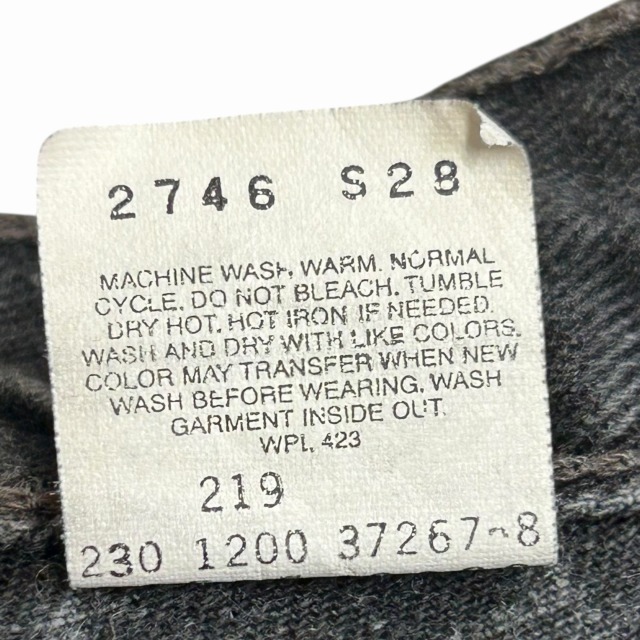 2746 S28
MACHINE WASH, WARM. NORMAL
CYCLE. DO NOT BLEACH. TUMBLE
DRY HOT. HOT IRON IF NEEDED.
WASH AND DRY WITH LIKE COLORS.
COLOR MAY TRANSFER WHEN NEW
WASH BEFORE WEARING. WASH
GARMENT INSIDE OUT.
WPL 423
219
230 1200 37267-8